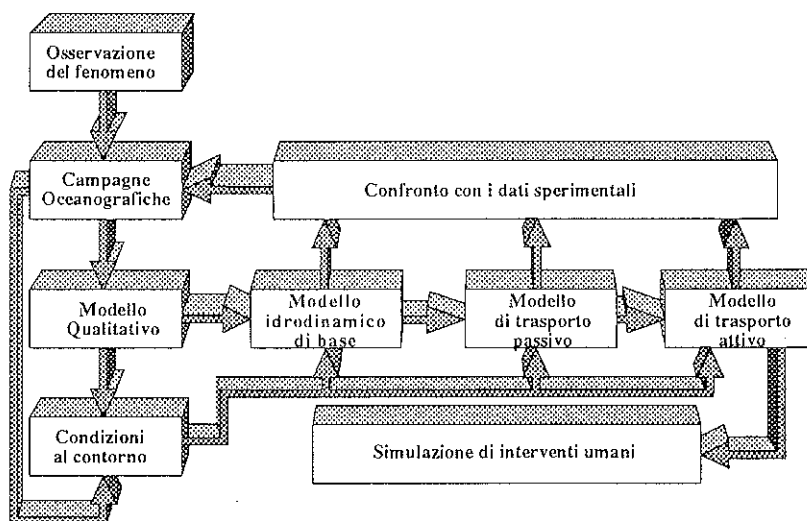 Osservazione
del fenomeno
Campagne
Oceanografiche
Confronto con i dati sperimentali
Modello
Qualitativo
Modello
idrodinamico
di base
Modello
di trasporto
passivo
Modello
di trasporto
attivo
Condizioni
al contorno
Simulazione di interventi umani